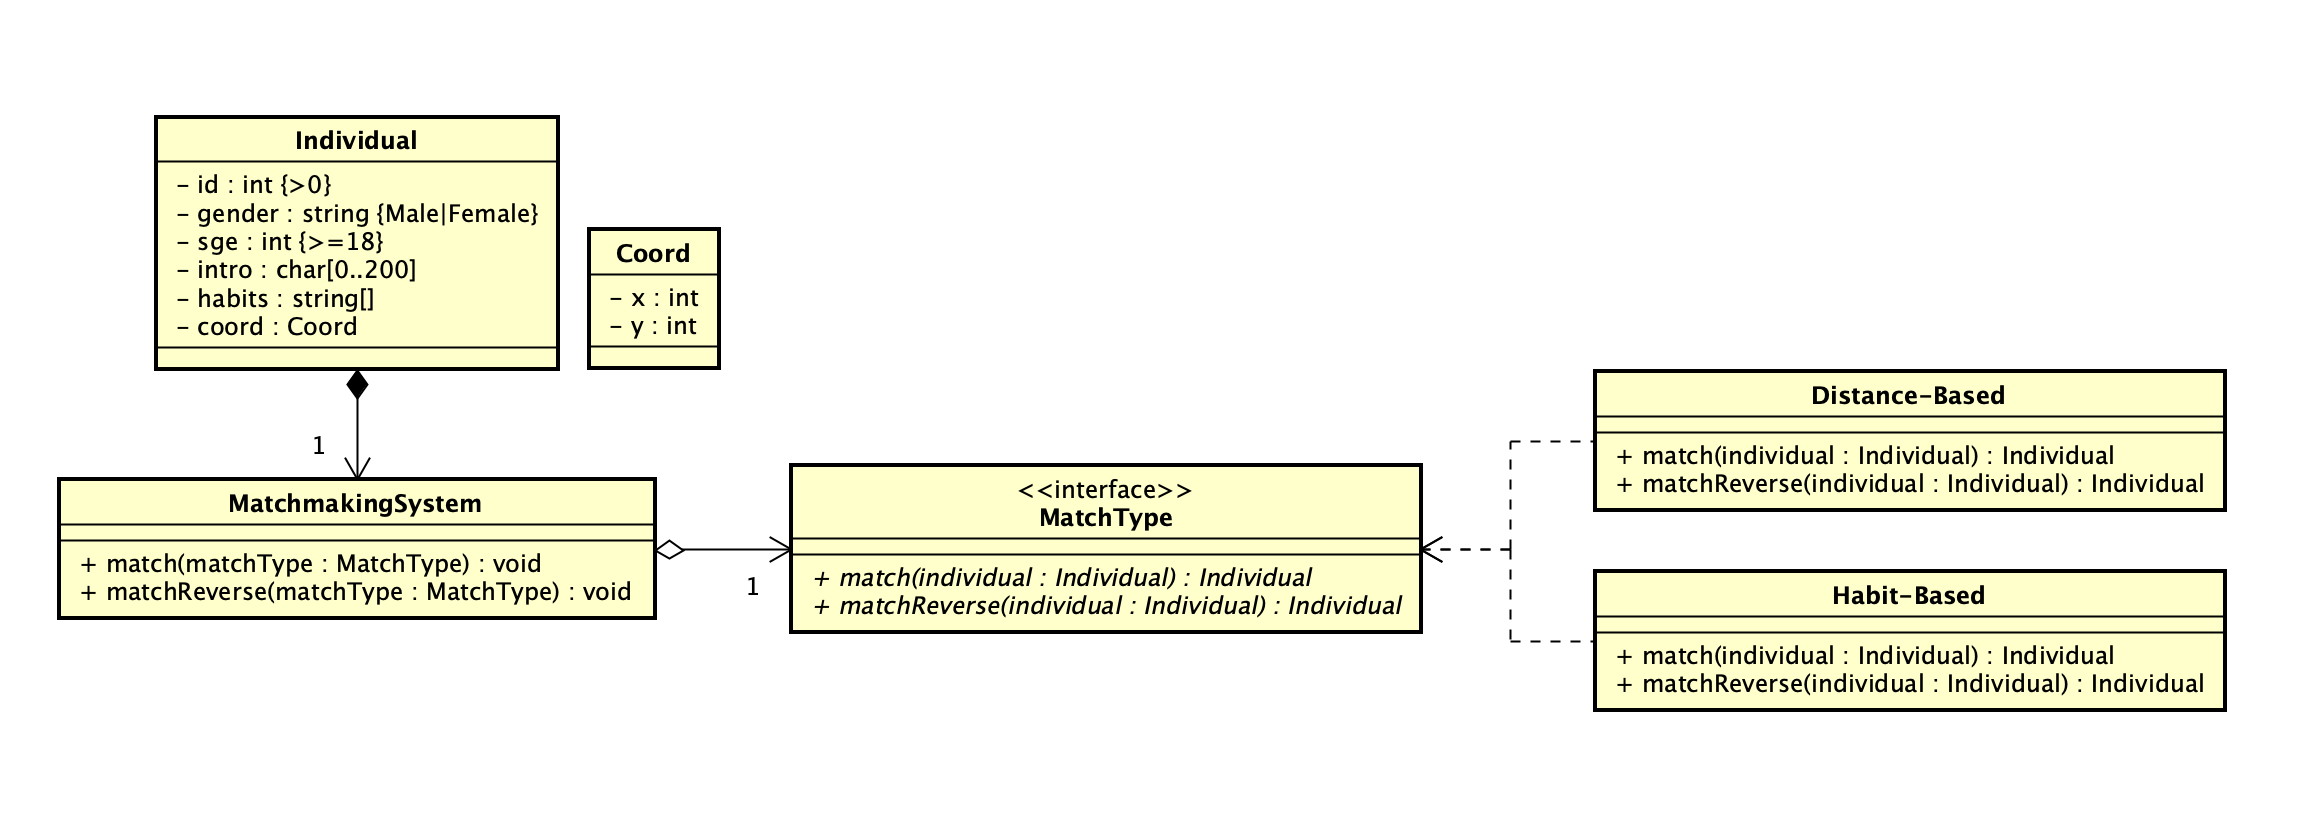 Individual
- id : int {>0}
- gender : string {Male|Female}
- sge : int {>=18}
- intro : char[0..200]
- habits : string[]
- coord : Coord
Coord
- x : int
- y : int
1
MatchmakingSystem
+ match(matchType : MatchType) : void
+ matchReverse(matchType : MatchType) : void
1
<<interface>>
MatchType
+ match(individual : Individual) : Individual
+ matchReverse(individual : Individual) : Individual
Distance-Based
+ match(individual : Individual) : Individual
+ matchReverse(individual : Individual) : Individual
Habit-Based
+ match(individual : Individual) : Individual
+ matchReverse(individual : Individual) : Individual